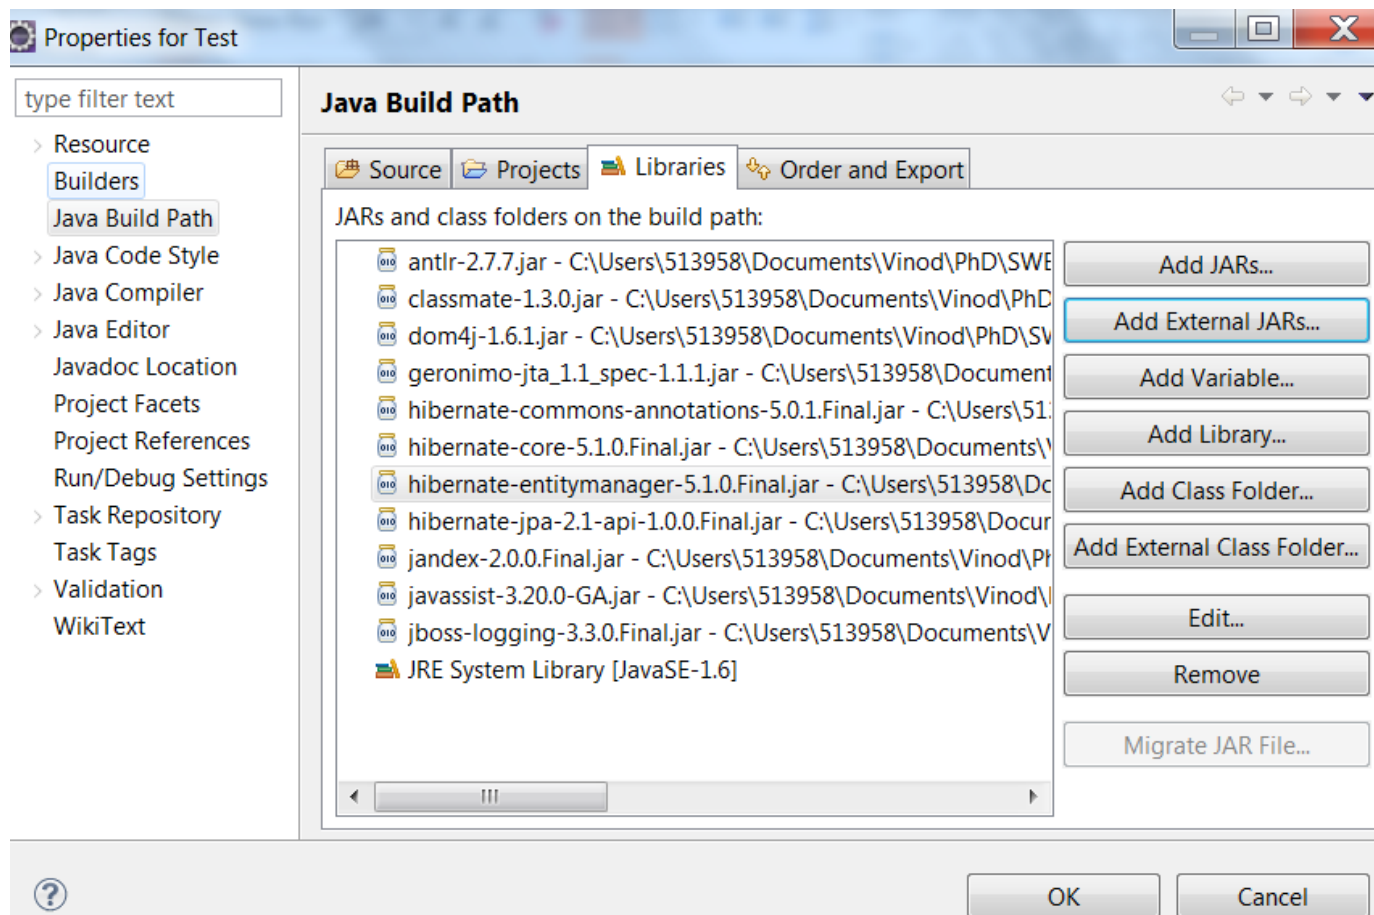 Properties for Test
type filter text
Resource
Builders
Java Build Path
Java Code Style
Java Compiler
Java Editor
Javadoc Location
Project Facets
Project References
Run/Debug Settings
Task Repository
Task Tags
Validation
WikiText
Java Build Path
Source
Projects
Libraries
Order and Export
JARs and class folders on the build path:
antlr-2.7.7.jar - C:\Users\513958\Documents\Vinod\PhD\SWE
classmate-1.3.0.jar - C:\Users\513958\Documents\Vinod\PhD
dom4j-1.6.1.jar - C:\Users\513958\Documents\Vinod\PhD\SW
geronimo-jta_1.1_spec-1.1.1.jar - C:\Users\513958\Document
hibernate-commons-annotations-5.0.1.Final.jar - C:\Users\51
hibernate-core-5.1.0.Final.jar - C:\Users\513958\Documents\
hibernate-entitymanager-5.1.0.Final.jar - C:\Users\513958\Do
hibernate-jpa-2.1-api-1.0.0.Final.jar - C:\Users\513958\Docum
jandex-2.0.0.Final.jar - C:\Users\513958\Documents\Vinod\Ph
javassist-3.20.0-GA.jar - C:\Users\513958\Documents\Vinod\
jboss-logging-3.3.0.Final.jar - C:\Users\513958\Documents\V
JRE System Library [JavaSE-1.6]
Add JARs...
Add External JARs...
Add Variable...
Add Library...
Add Class Folder...
Add External Class Folder...
Edit...
Remove
Migrate JAR File...
OK
Cancel